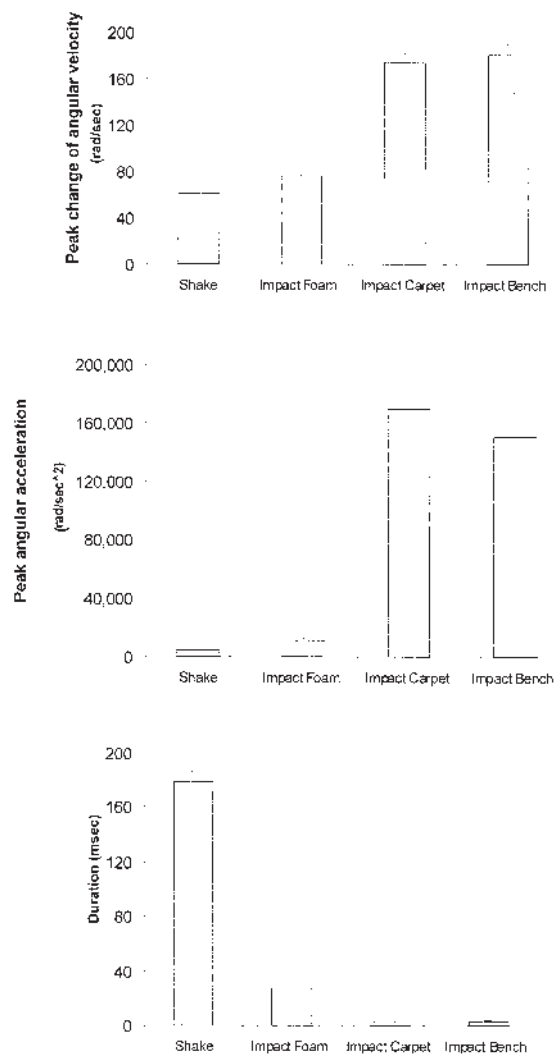 Peak change of angular velocity
(rad/sec)
200
160
120
80
40
0
Shake
Impact Foam
Impact Carpet
Impact Bench
Peak angular acceleration
(rad/sec^2)
200,000
160,000
120.000
80,000
40,000
0
Shake
Impact Foam
Impact Carpet
Impact Bench
Duration (msec)
200
160
120
80
40
0
Shake
Impact Foam
Impact Carpet
Impact Bench